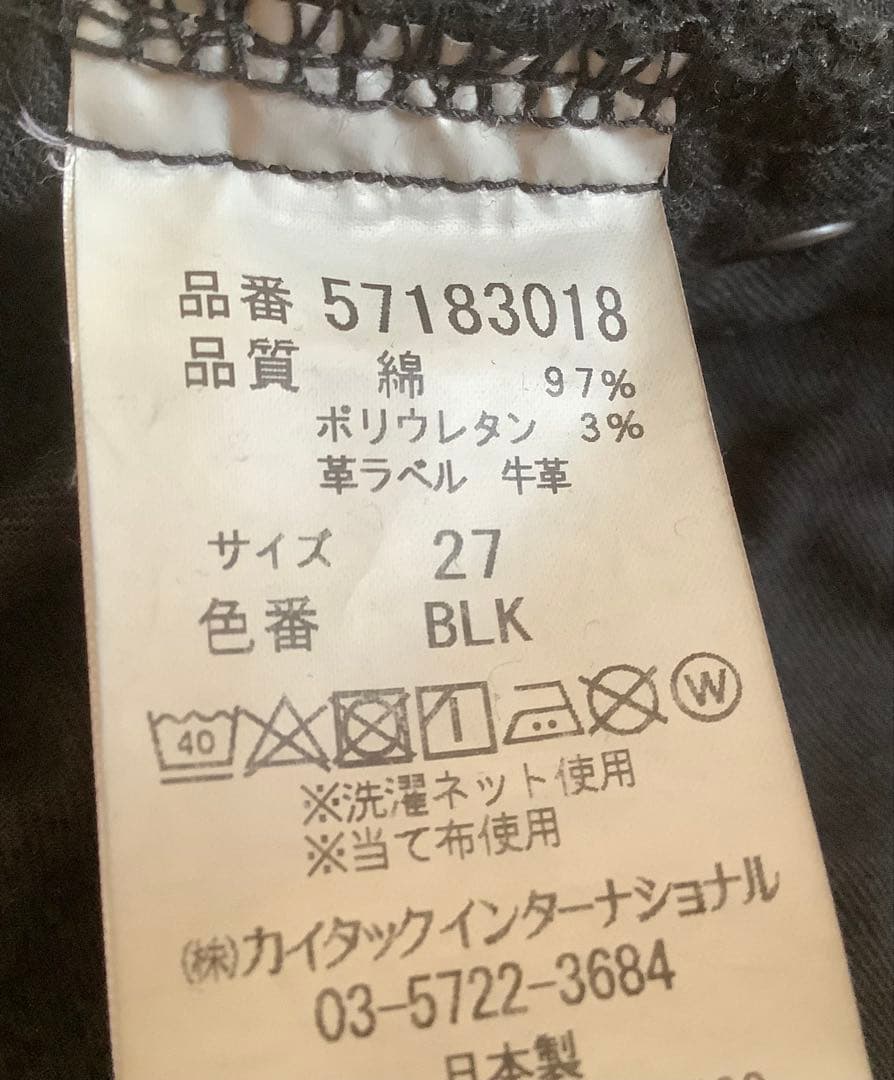 品番 57183018
品質 綿 97%
ポリウレタン 3%
革ラベル 牛革
サイズ 27
色番 BLK
40 W
※洗濯ネット使用
※当て布使用
㈱カイタックインターナショナル
03-5722-3684
日本製